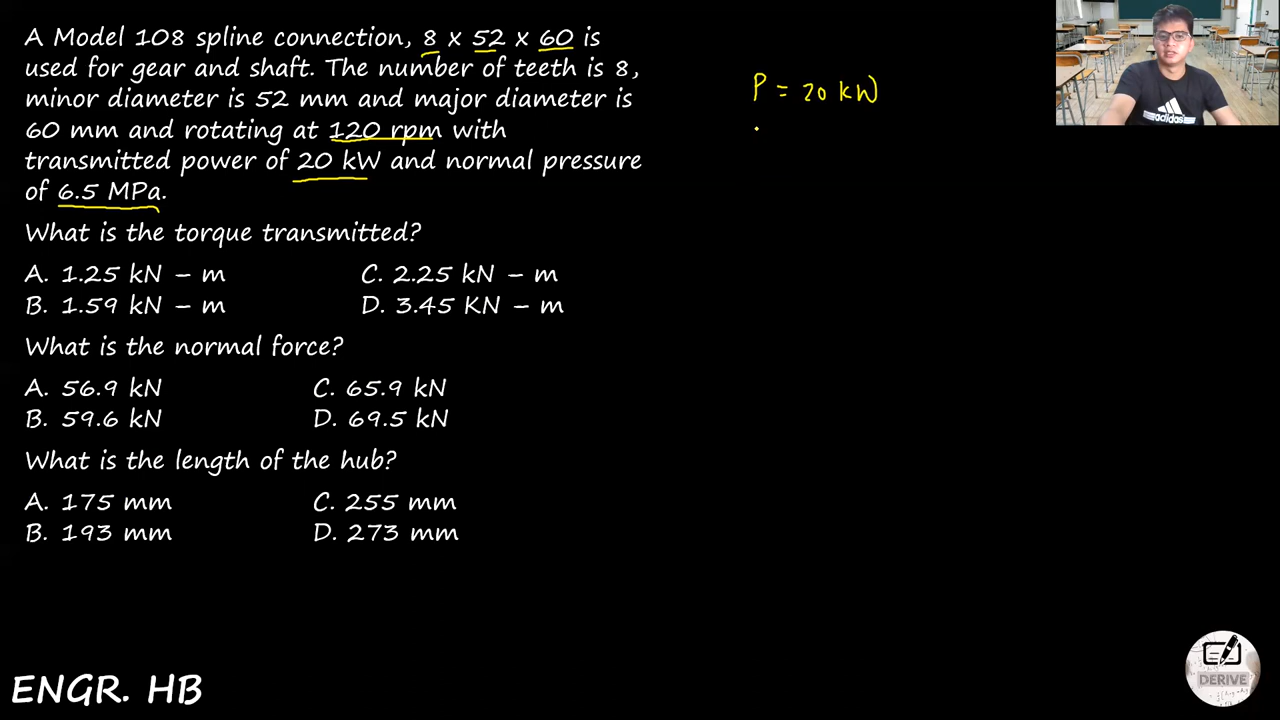 A Model 108 spline connection, 8 x 52 x 60 is
used for gear and shaft. The number of teeth is 8,
minor diameter is 52 mm and major diameter is
60 mm and rotating at 120 rpm with
transmitted power of 20 kW and normal pressure
of 6.5 MPa.
P = 20 kW
What is the torque transmitted?
A. 1.25 kN – m
C. 2.25 kN – m
B. 1.59 kN – m
D. 3.45 KN – m
What is the normal force?
A. 56.9 kN
C. 65.9 kN
B. 59.6 kN
D. 69.5 kN
What is the length of the hub?
A. 175 mm
C. 255 mm
B. 193 mm
D. 273 mm
ENGR. HB
adidas
DERIVE